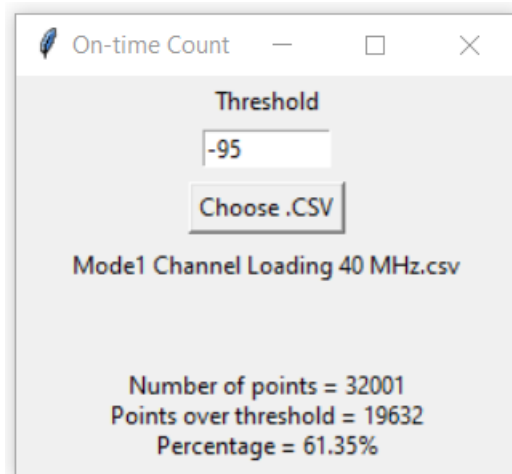 On-time Count
Threshold
-95
Choose .CSV
Mode1 Channel Loading 40 MHz.csv
Number of points = 32001
Points over threshold = 19632
Percentage = 61.35%